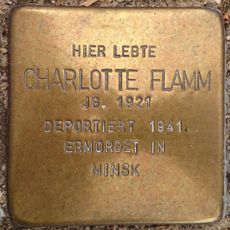 HIER LEBTE
CHARLOTTE FLAMM
JG. 1921
DEPORTIERT 1941
ERMORDET IN
MINSK